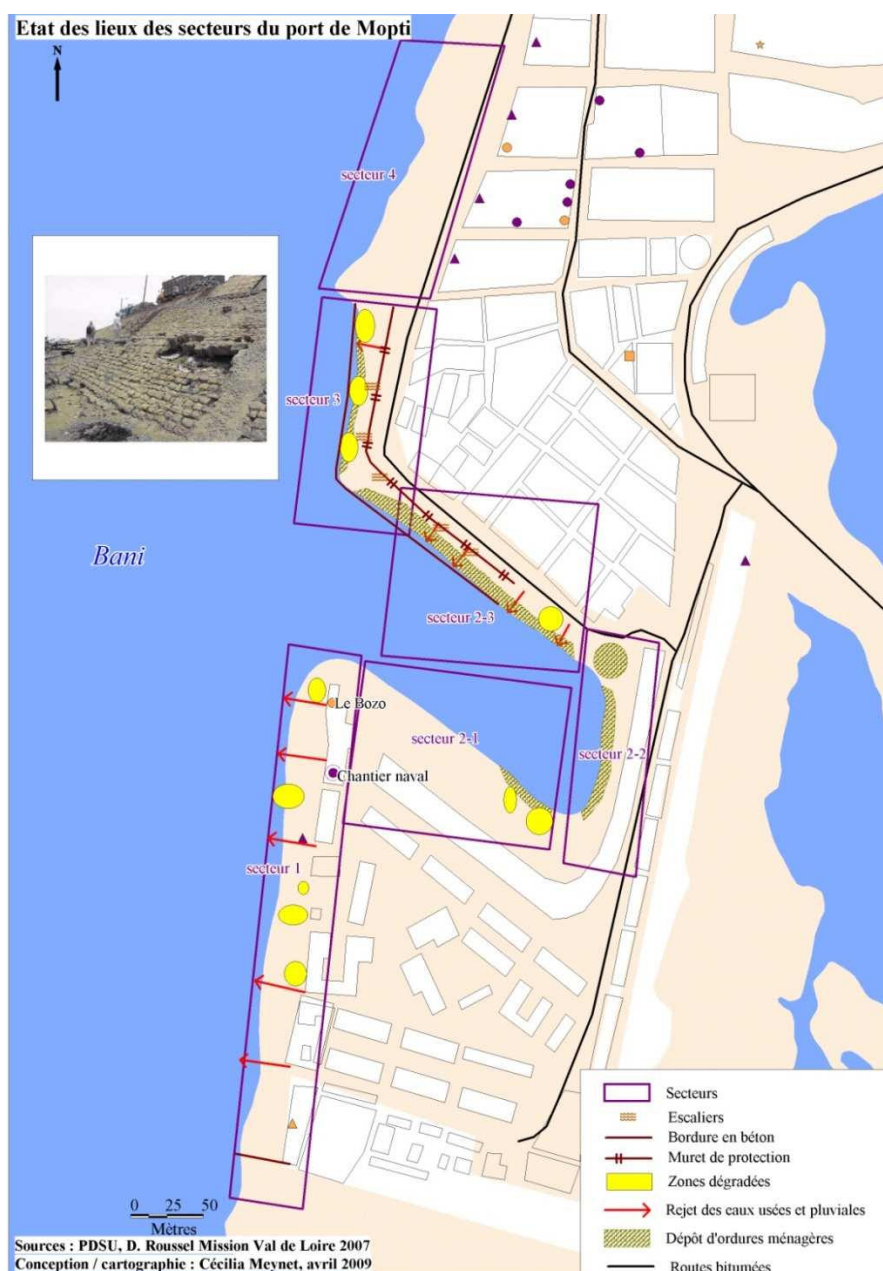 Etat des lieux des secteurs du port de Mopti
N
secteur 4
secteur 3
Bani
secteur 2-3
Le Bozo
secteur 2-1
secteur 2-2
Chantier naval
secteur 1
Secteurs
Escaliers
Bordure en béton
Muret de protection
Zones dégradées
Rejet des eaux usées et pluviales
Dépôt d'ordures ménagères
Routes bitumées
0 25 50
Mètres
Sources : PDSU, D. Roussel Mission Val de Loire 2007
Conception / cartographie : Cécilia Meynet, avril 2009